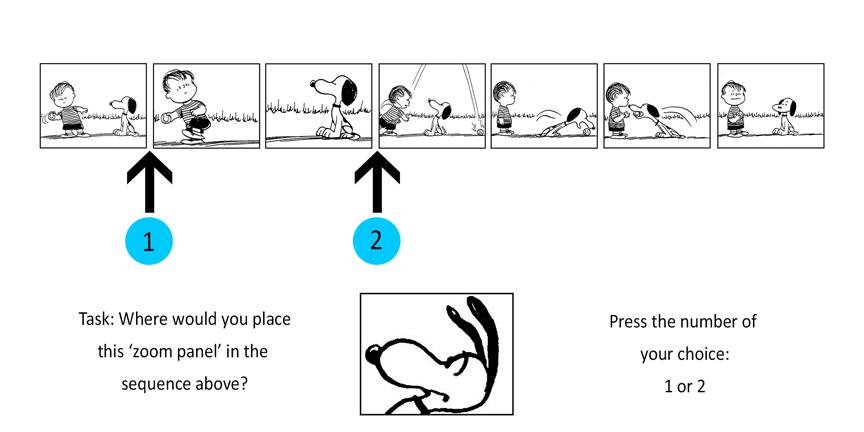 1
2
Task: Where would you place
this ‘zoom panel’ in the
sequence above?
Press the number of
your choice:
1 or 2